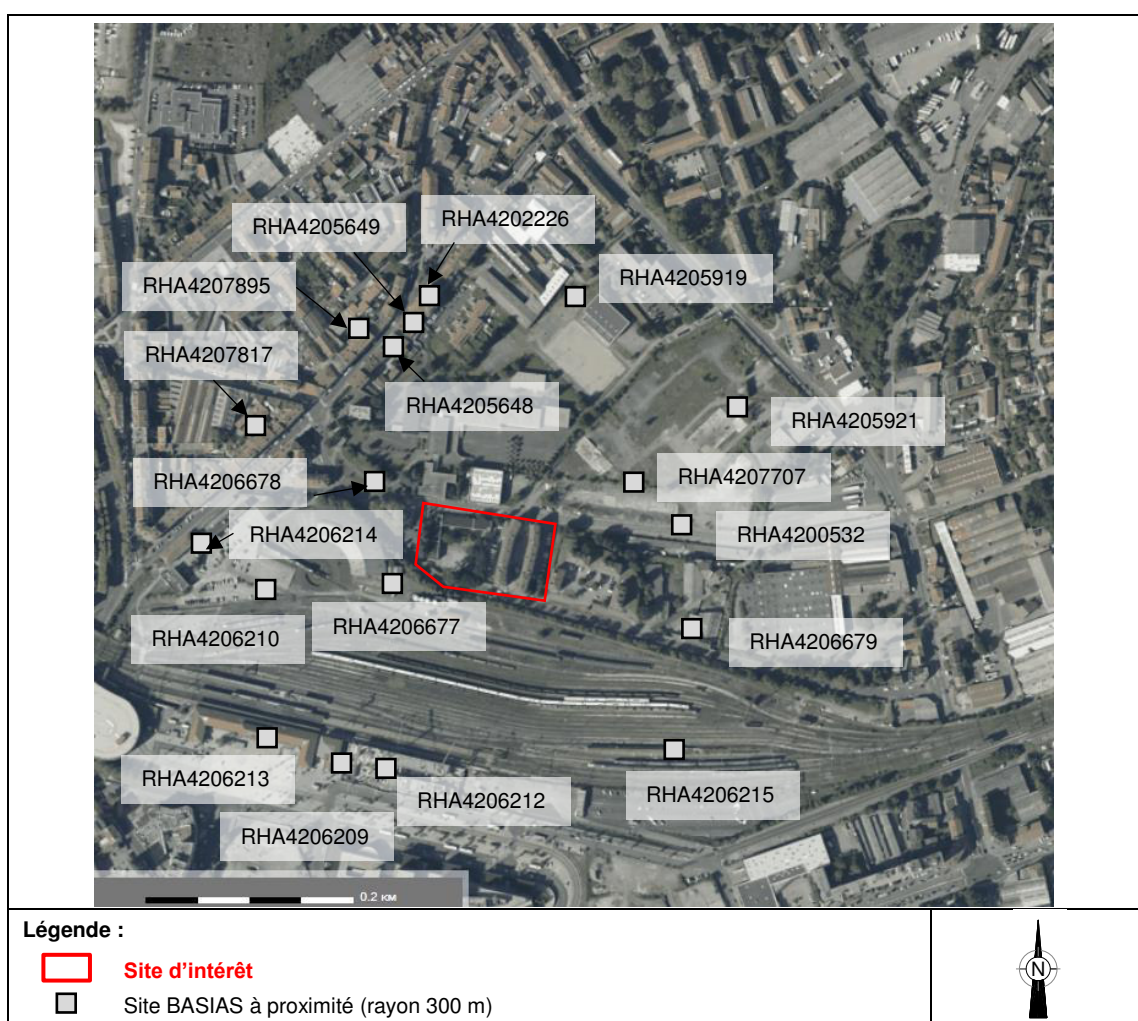 RHA4202226
RHA4205649
RHA4205919
RHA4207895
RHA4207817
RHA4205648
RHA4205921
RHA4206678
RHA4207707
RHA4206214
RHA4200532
RHA4206210
RHA4206677
RHA4206679
RHA4206213
RHA4206212
RHA4206215
RHA4206209
0.2 км
Légende :
Site d'intérêt
Site BASIAS à proximité (rayon 300 m)
N